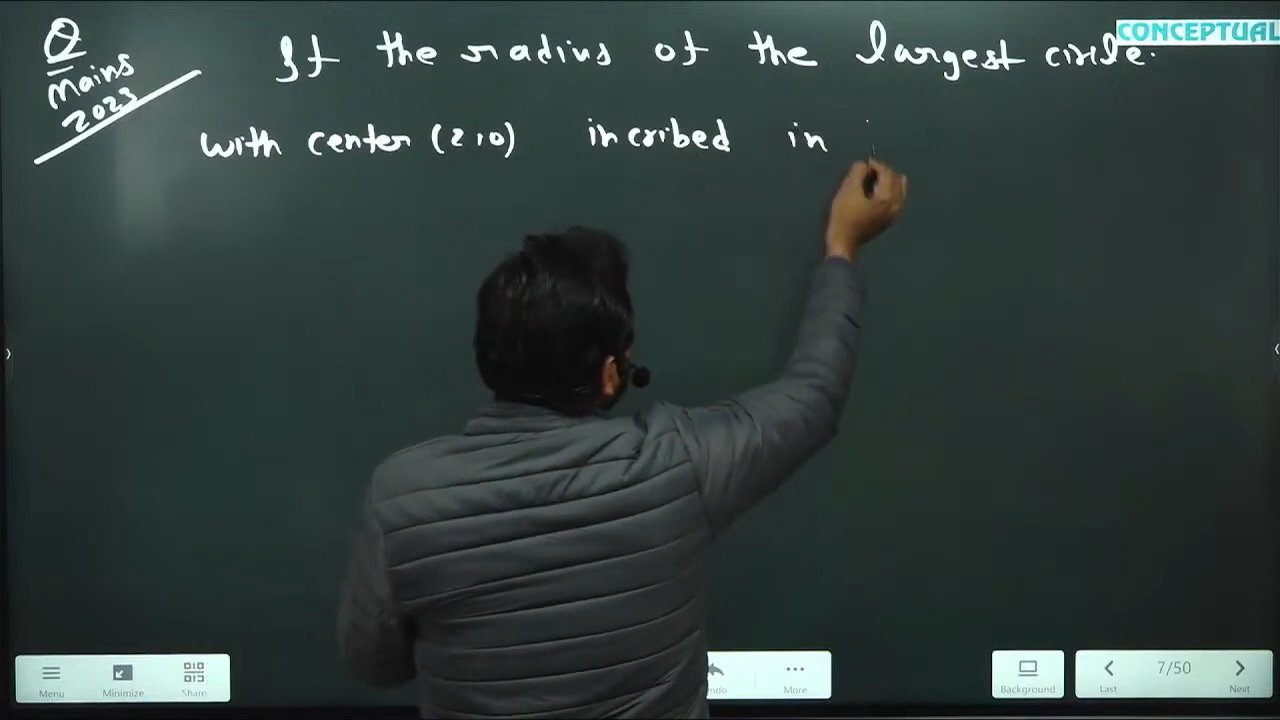 CONCEPTUAL
Q
Mains
2023
If the radius of the largest circle.
with center (2,0) incribed in
Menu
Minimize
Share
More
Background
Last
7/50
Next